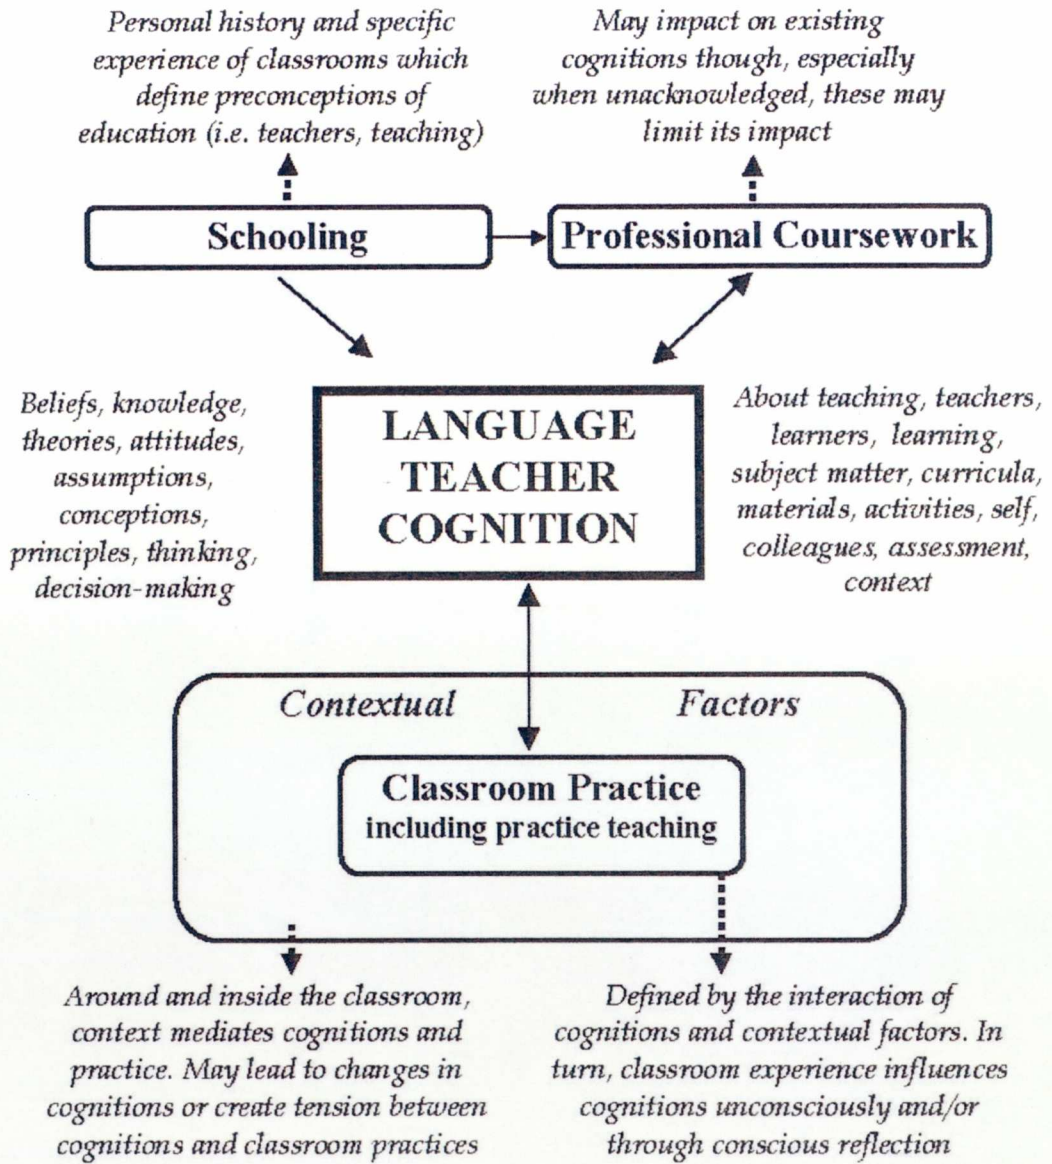 Personal history and specific
experience of classrooms which
define preconceptions of
education (i.e. teachers, teaching)
May impact on existing
cognitions though, especially
when unacknowledged, these may
limit its impact
Schooling
Professional Coursework
Beliefs, knowledge,
theories, attitudes,
assumptions,
conceptions,
principles, thinking,
decision-making
LANGUAGE
TEACHER
COGNITION
About teaching, teachers,
learners, learning,
subject matter, curricula,
materials, activities, self,
colleagues, assessment,
context
Contextual Factors
Classroom Practice
including practice teaching
Around and inside the classroom,
context mediates cognitions and
practice. May lead to changes in
cognitions or create tension between
cognitions and classroom practices
Defined by the interaction of
cognitions and contextual factors. In
turn, classroom experience influences
cognitions unconsciously and/or
through conscious reflection